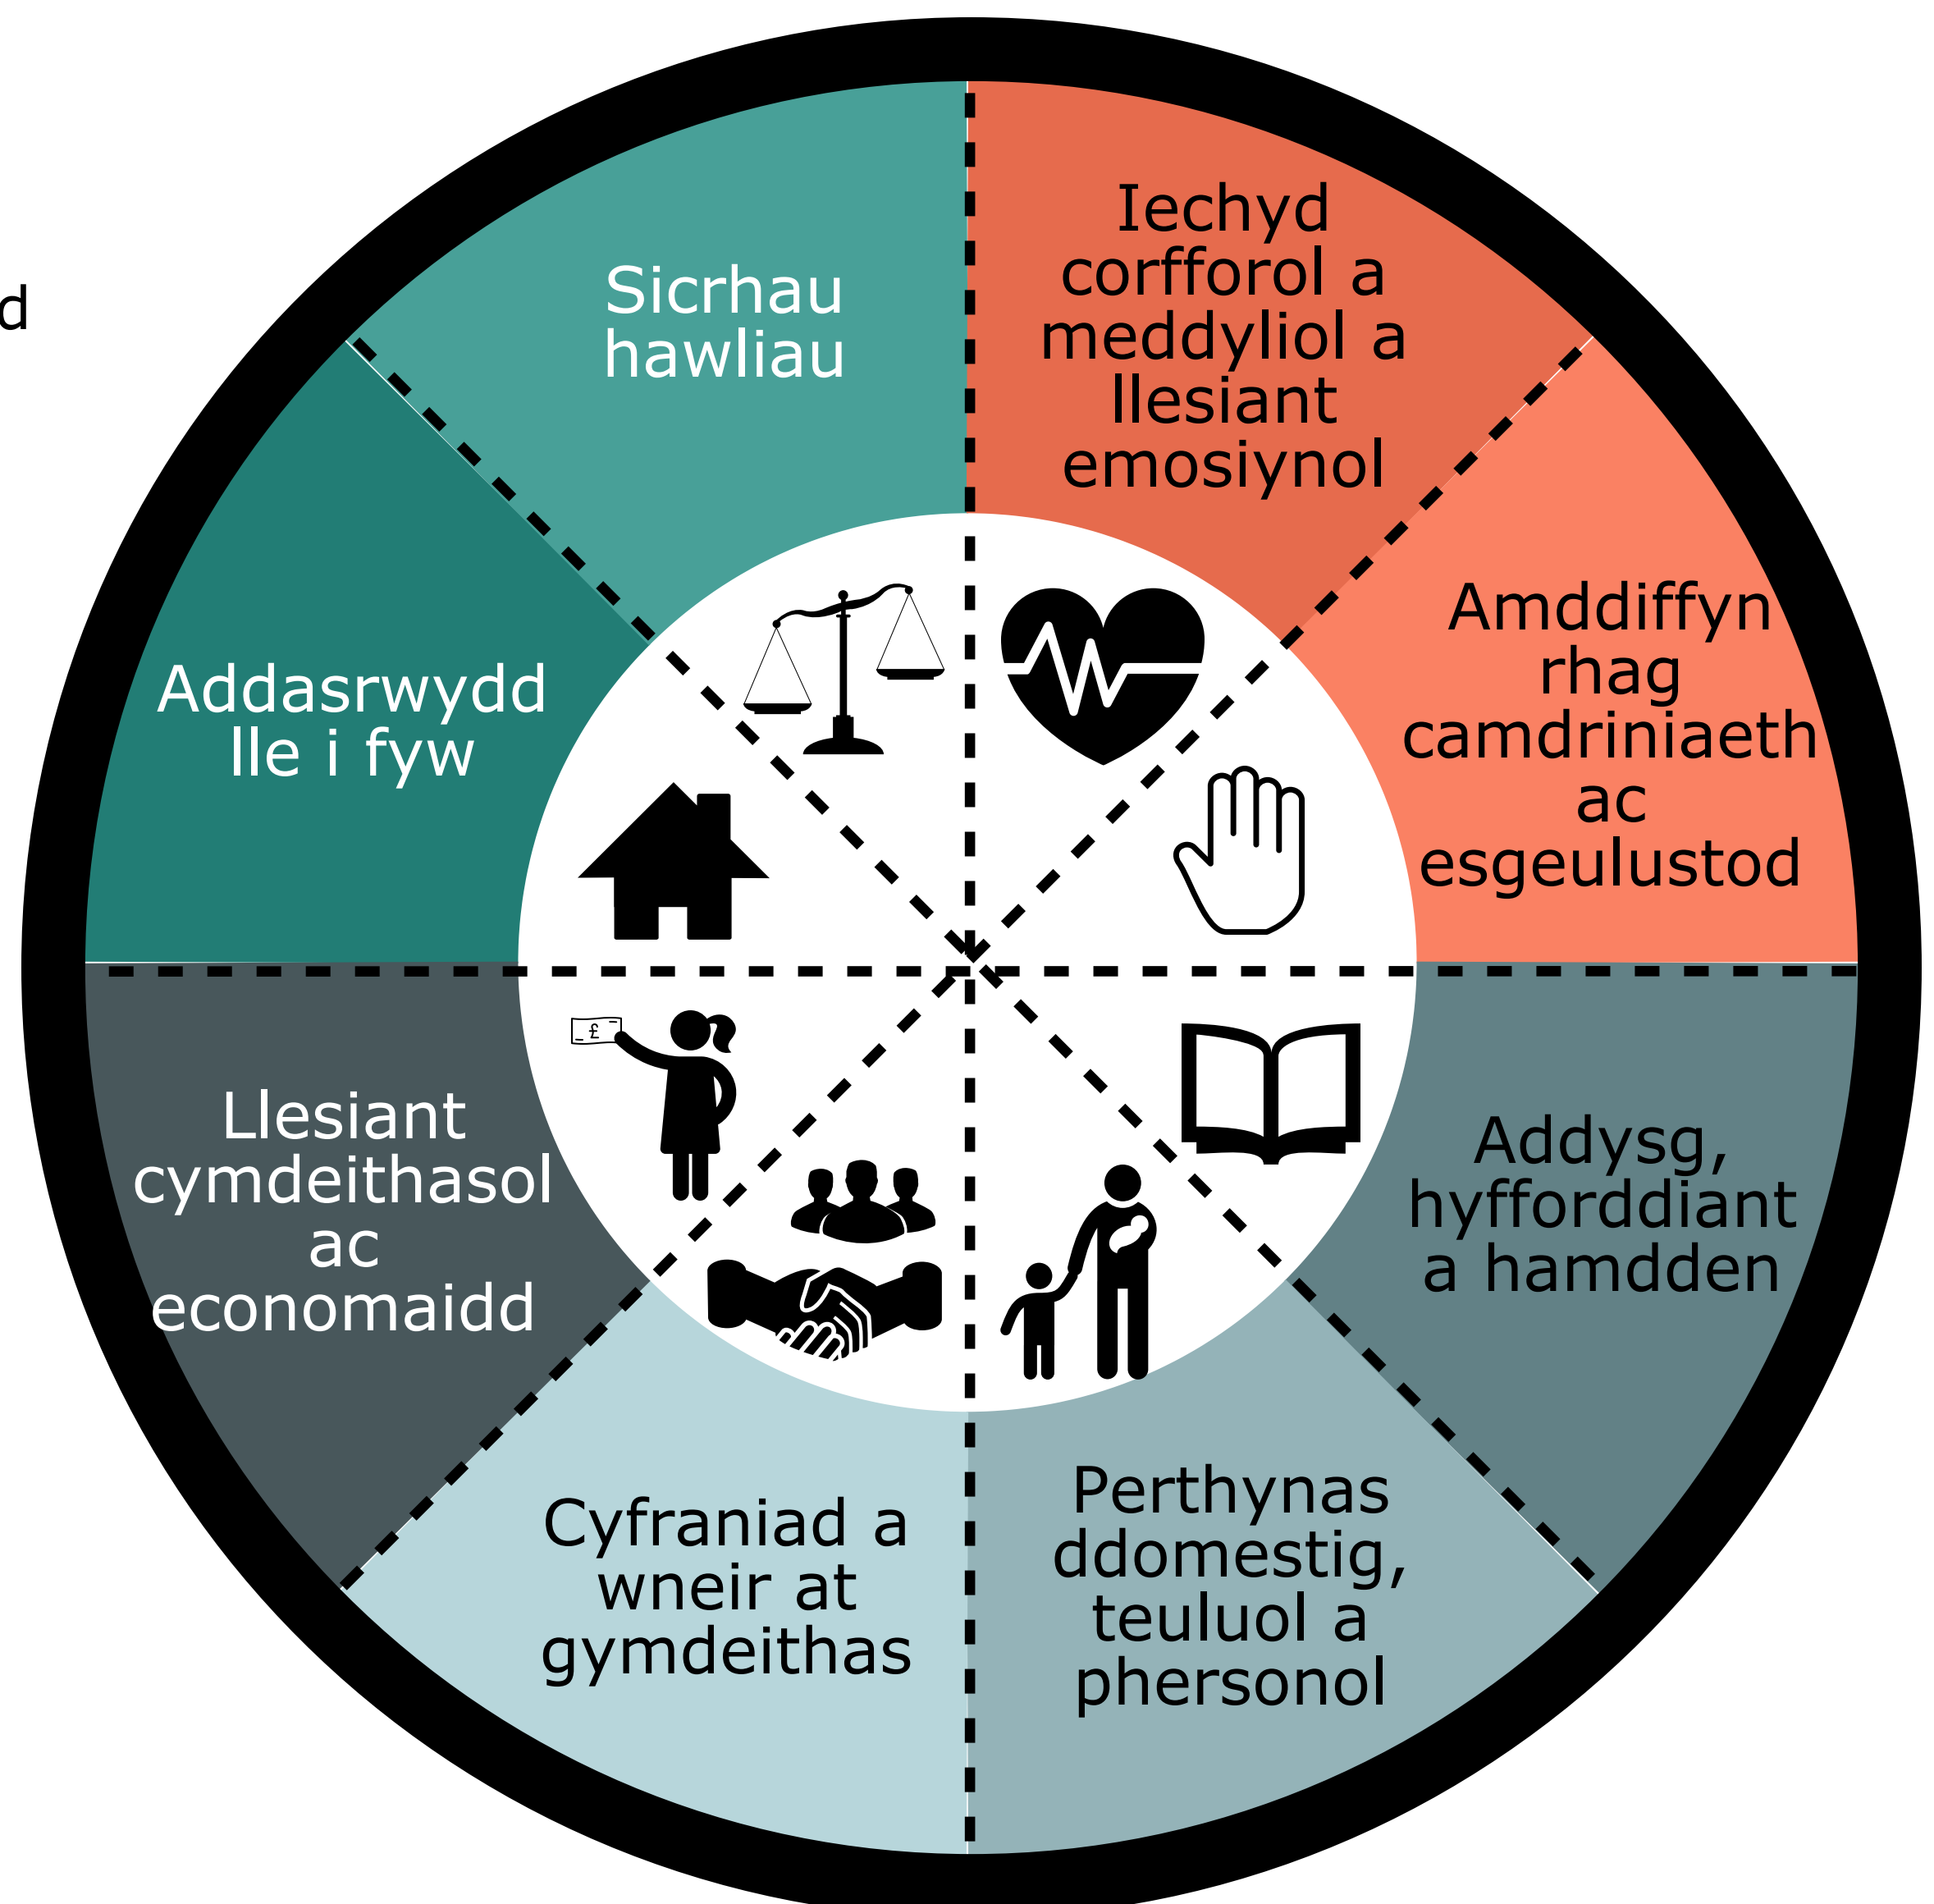 d
Iechyd
corfforol a
meddyliol a
llesiant
emosiynol
Amddiffyn
rhag
camdriniaeth
ac
esgeulustod
Addysg,
hyfforddiant
a hamdden
Perthynas
ddomestig,
teuluol a
phersonol
Cyfraniad a
wneir at
gymdeithas
Llesiant
cymdeithasol
ac
economaidd
£
Addasrwydd
lle i fyw
Sicrhau
hawliau